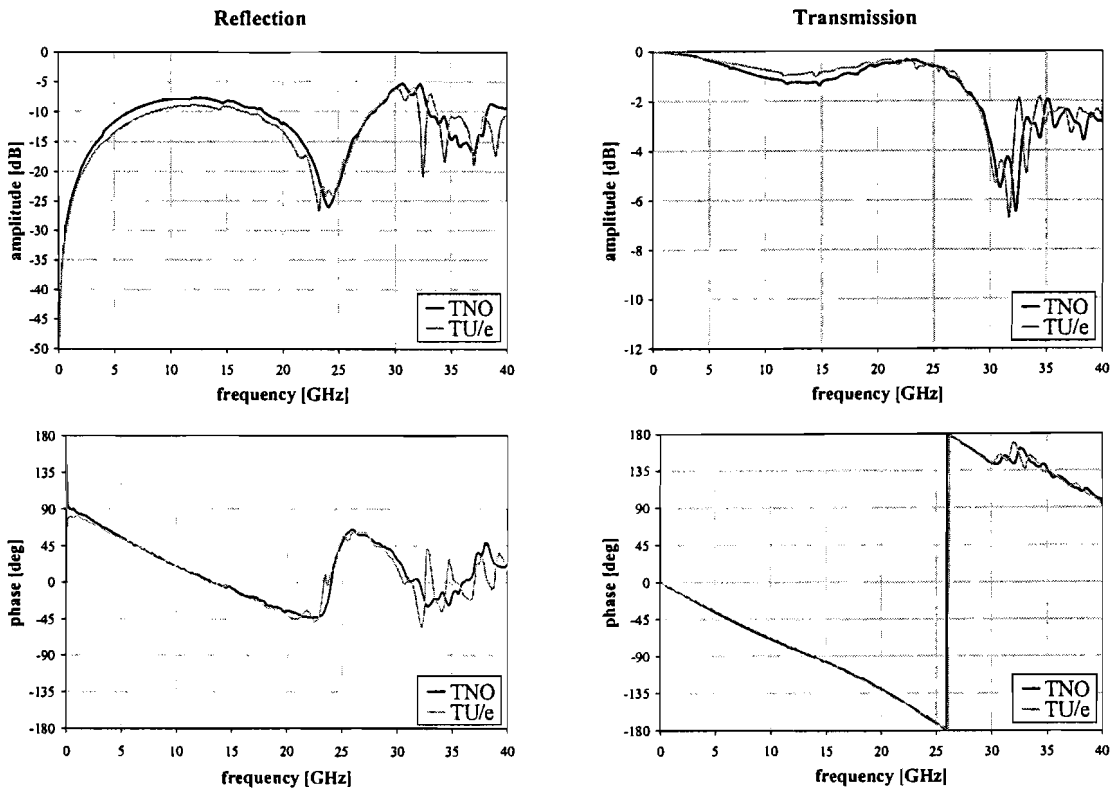 Reflection
Transmission
amplitude [dB]
0
-5
-10
-15
-20
-25
-30
-35
-40
-45
-50
TNO
TU/e
0 5 10 15 20 25 30 35 40
frequency [GHz]
amplitude [dB]
0
-2
-4
-6
-8
-10
-12
TNO
TU/e
0 5 10 15 20 25 30 35 40
frequency [GHz]
phase [deg]
180
135
90
45
0
-45
-90
-135
-180
TNO
TU/e
0 5 10 15 20 25 30 35 40
frequency [GHz]
phase [deg]
180
135
90
45
0
-45
-90
-135
-180
TNO
TU/e
0 5 10 15 20 25 30 35 40
frequency [GHz]